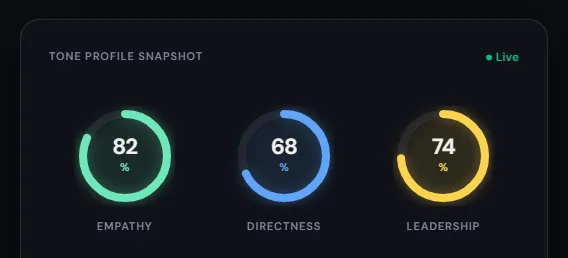 TONE PROFILE SNAPSHOT
Live
82
%
68
%
74
%
EMPATHY
DIRECTNESS
LEADERSHIP